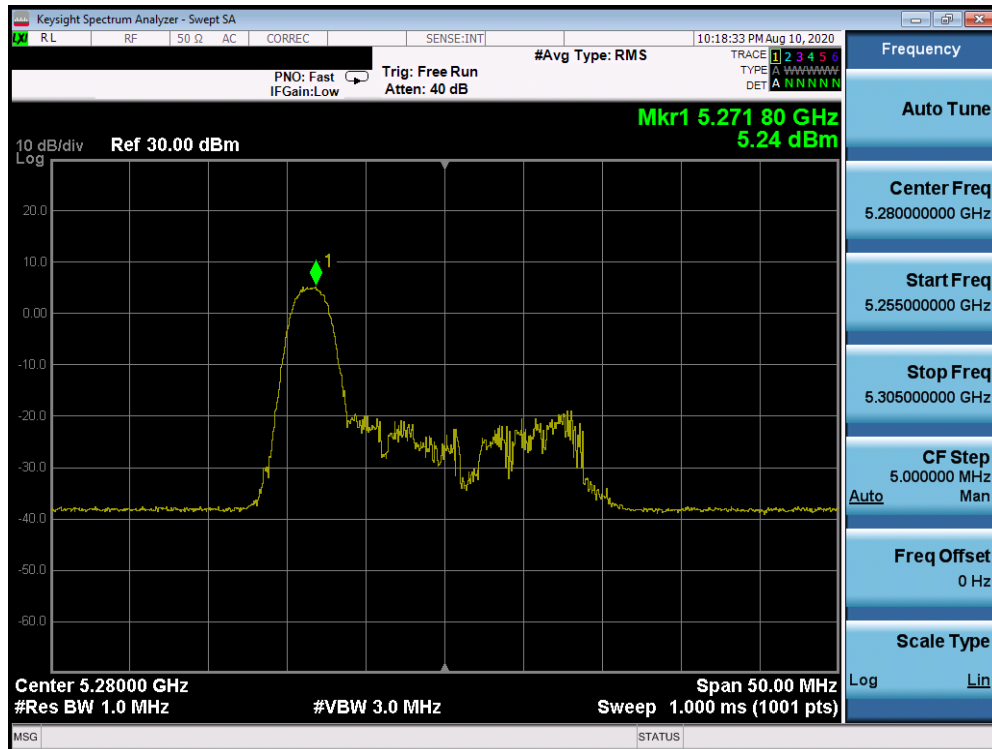 Keysight Spectrum Analyzer - Swept SA
LXI RL RF 50 Ω AC CORREC SENSE:INT 10:18:33 PM Aug 10, 2020
Frequency
#Avg Type: RMS
TRACE 1 2 3 4 5 6
PNO: Fast Trig: Free Run
TYPE A WWWWW
IFGain:Low Atten: 40 dB
DET A N N N N N
Auto Tune
Mkr1 5.271 80 GHz
5.24 dBm
10 dB/div Ref 30.00 dBm
Log
Center Freq
5.280000000 GHz
20.0
1
10.0
Start Freq
5.255000000 GHz
0.00
-10.0
Stop Freq
5.305000000 GHz
-20.0
CF Step
5.000000 MHz
Auto Man
-30.0
-40.0
Freq Offset
0 Hz
-50.0
-60.0
Scale Type
Log Lin
Center 5.28000 GHz Span 50.00 MHz
#Res BW 1.0 MHz #VBW 3.0 MHz Sweep 1.000 ms (1001 pts)
MSG STATUS